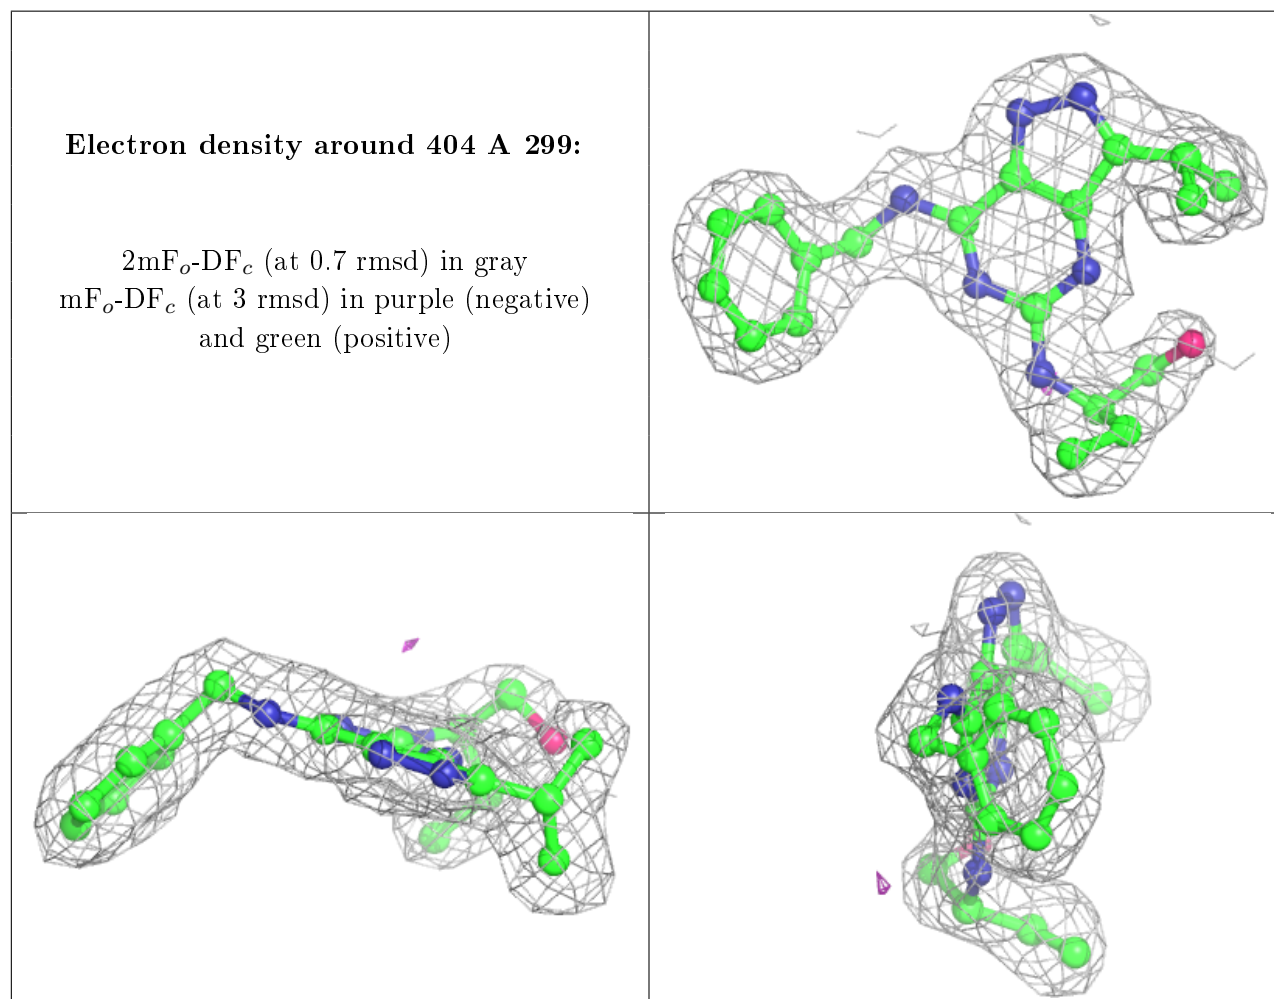 Electron density around 404 A 299:
2mFo-DFc (at 0.7 rmsd) in gray
mFo-DFc (at 3 rmsd) in purple (negative)
and green (positive)